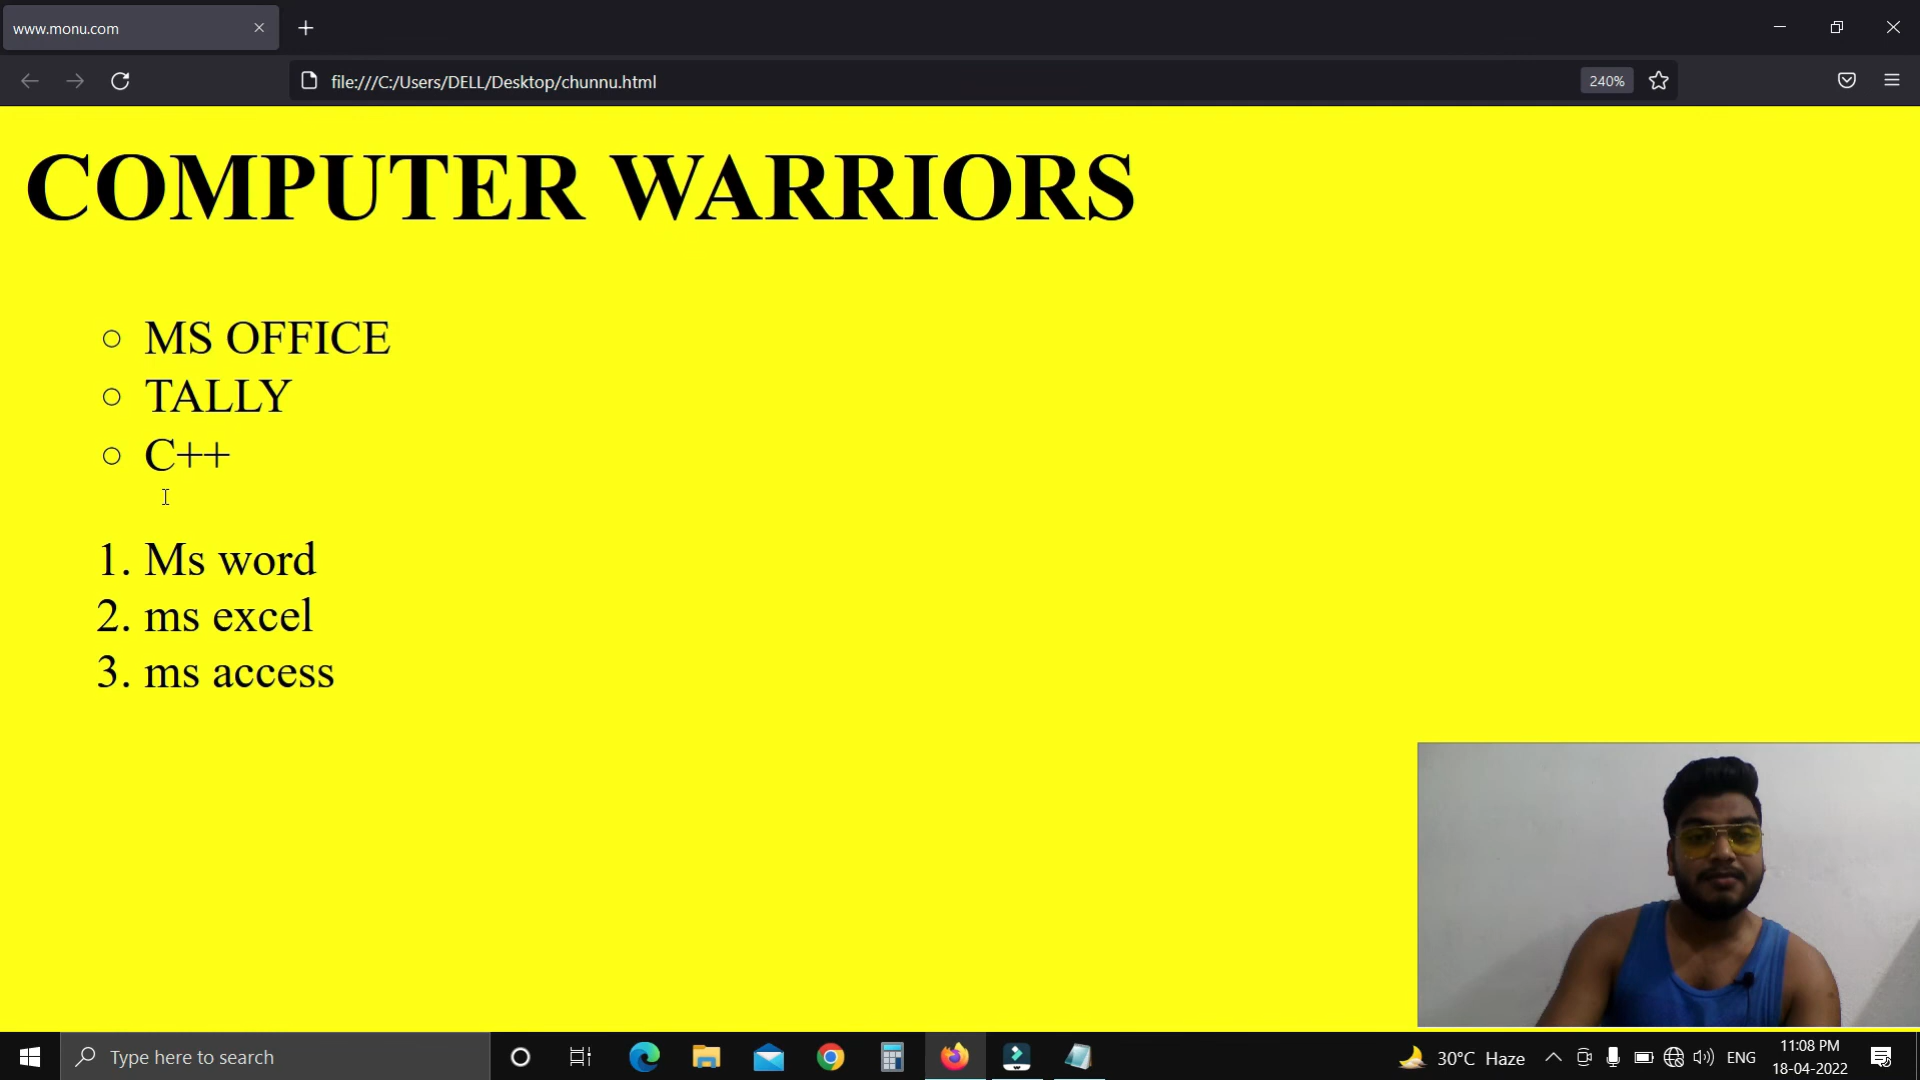 www.monu.com
file:///C:/Users/DELL/Desktop/chunnu.html
240%
COMPUTER WARRIORS
MS OFFICE
TALLY
C++
1. Ms word
2. ms excel
3. ms access
Type here to search
30°C Haze
ENG
11:08 PM
18-04-2022